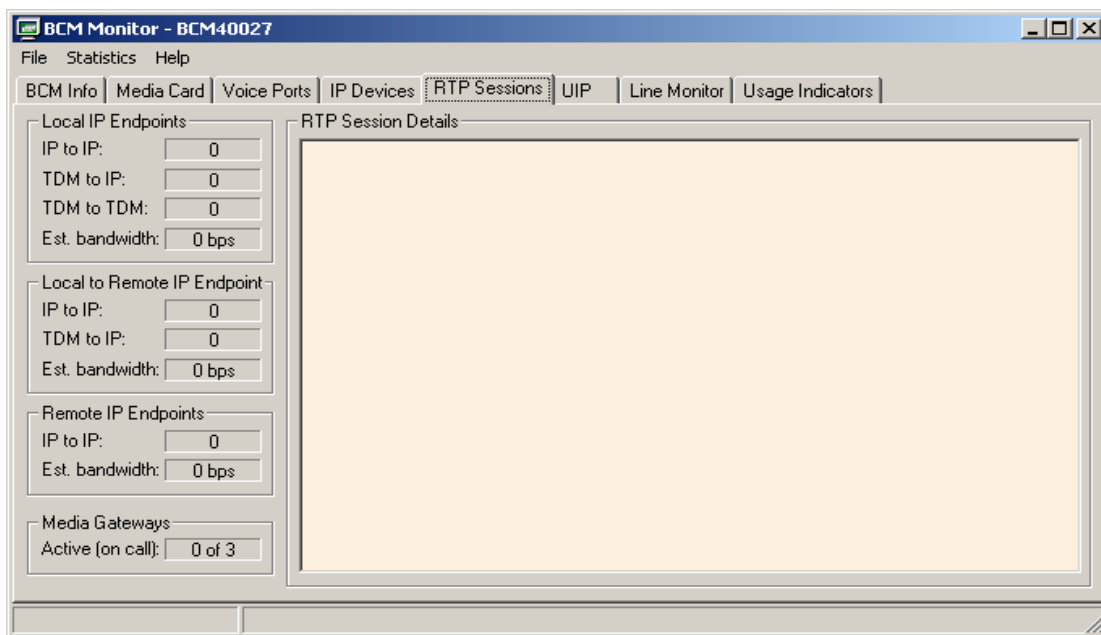 BCM Monitor - BCM40027
File Statistics Help
BCM Info Media Card Voice Ports IP Devices RTP Sessions UIP Line Monitor Usage Indicators
Local IP Endpoints
IP to IP: 0
TDM to IP: 0
TDM to TDM: 0
Est. bandwidth: 0 bps
Local to Remote IP Endpoint
IP to IP: 0
TDM to IP: 0
Est. bandwidth: 0 bps
Remote IP Endpoints
IP to IP: 0
Est. bandwidth: 0 bps
Media Gateways
Active (on call): 0 of 3
RTP Session Details